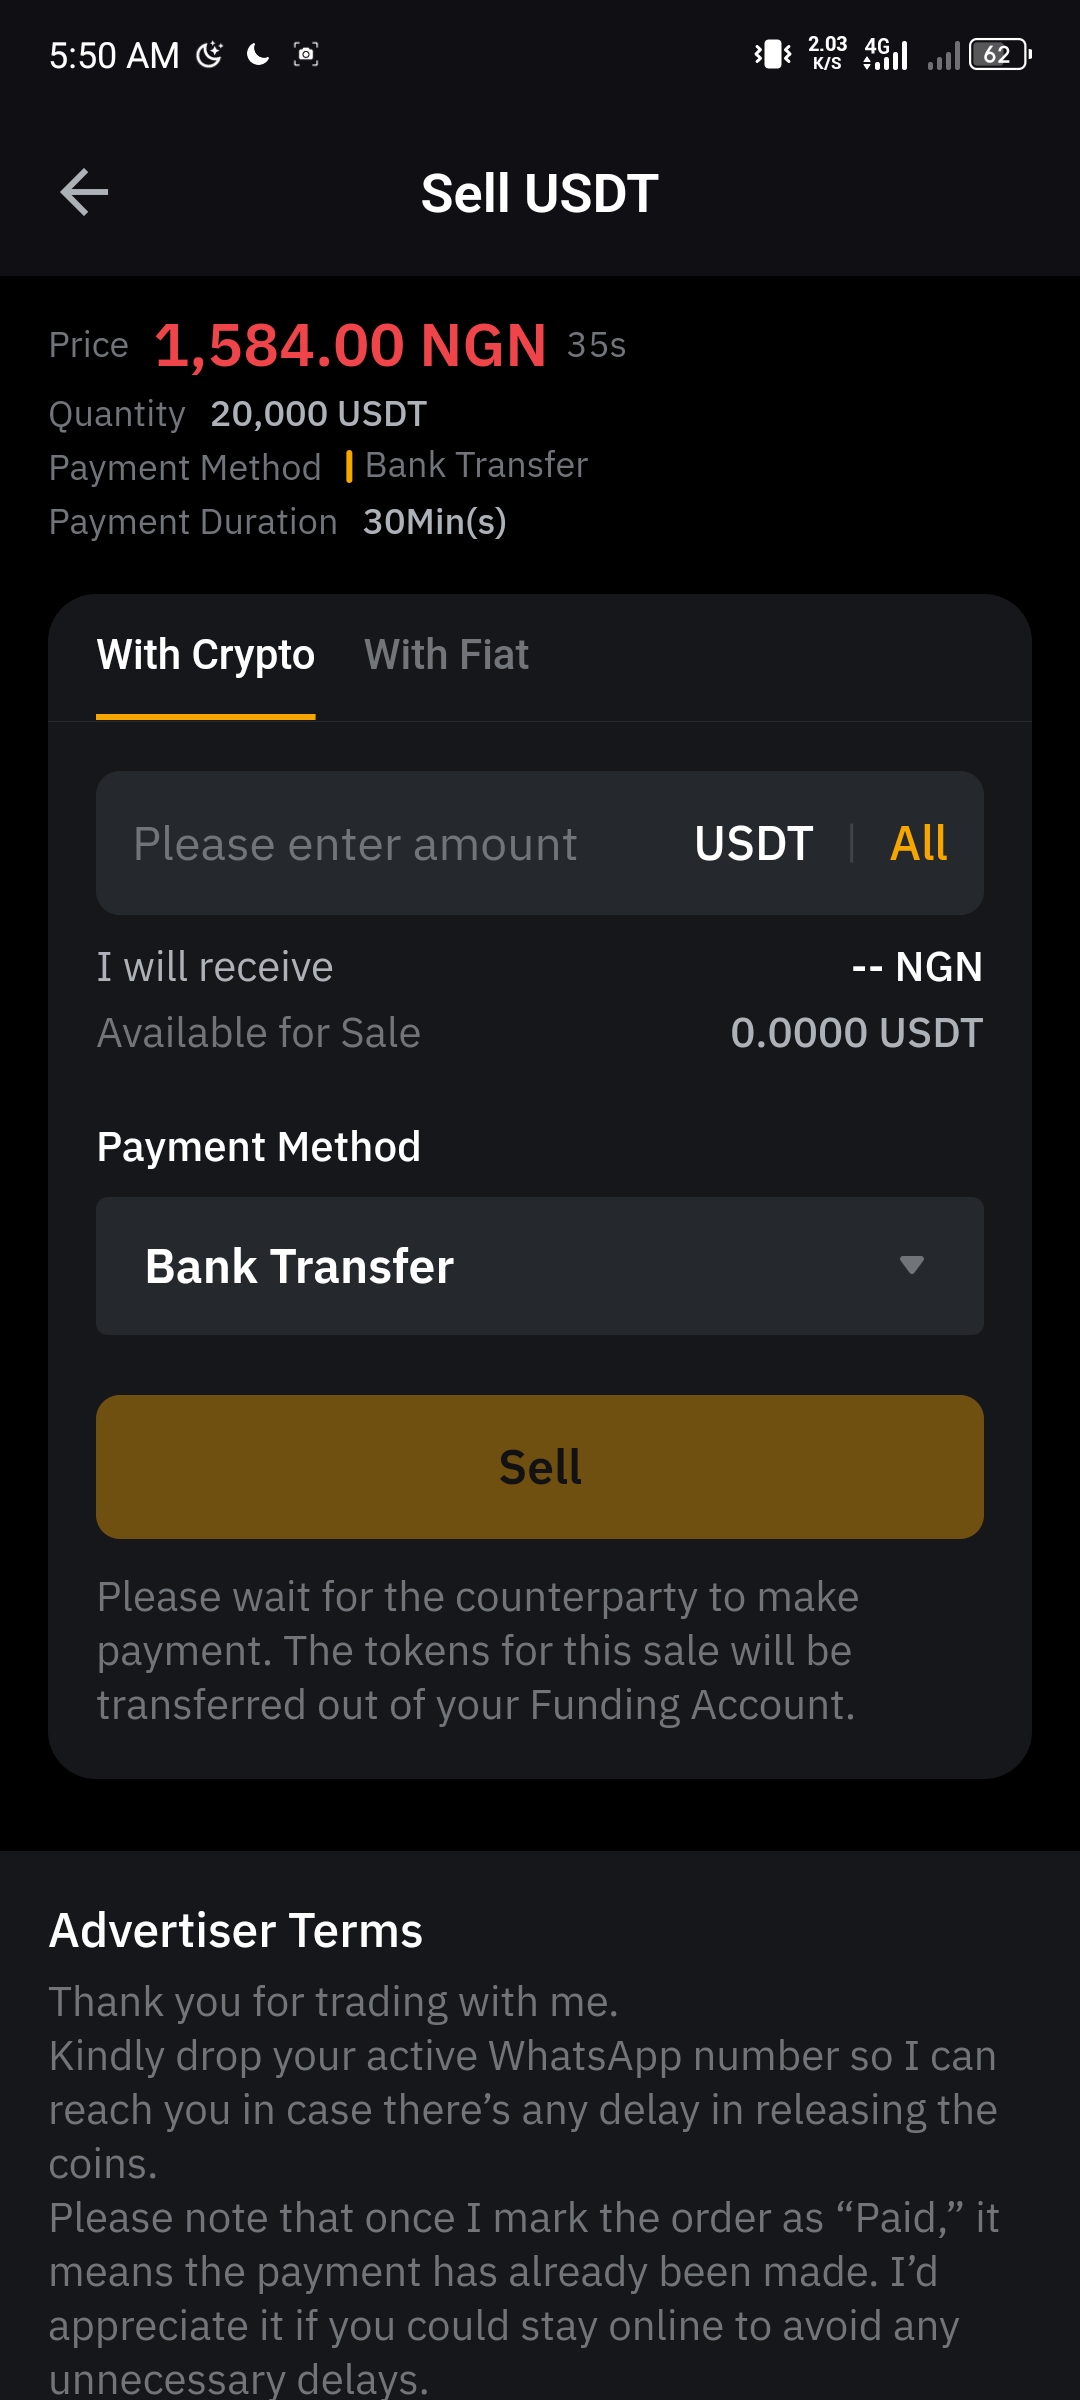 5:50 AM 2.03 K/S 4G 62
Sell USDT
Price 1,584.00 NGN 35s
Quantity 20,000 USDT
Payment Method Bank Transfer
Payment Duration 30Min(s)
With Crypto With Fiat
Please enter amount USDT All
I will receive -- NGN
Available for Sale 0.0000 USDT
Payment Method
Bank Transfer
Sell
Please wait for the counterparty to make
payment. The tokens for this sale will be
transferred out of your Funding Account.
Advertiser Terms
Thank you for trading with me.
Kindly drop your active WhatsApp number so I can
reach you in case there’s any delay in releasing the
coins.
Please note that once I mark the order as “Paid,” it
means the payment has already been made. I’d
appreciate it if you could stay online to avoid any
unnecessary delays.